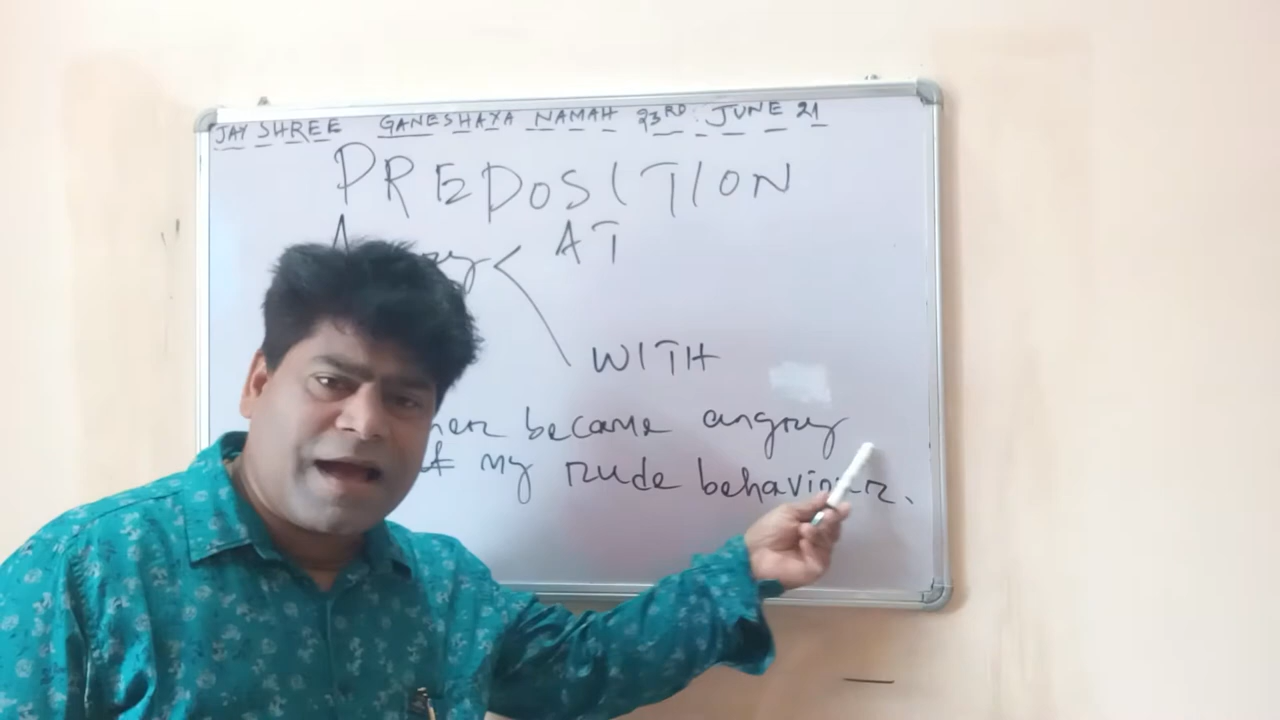 JAY SHREE GANESHAYA NAMAH 23RD JUNE 21
PREPOSITION
AT
WITH
became angry
my rude behaviour.